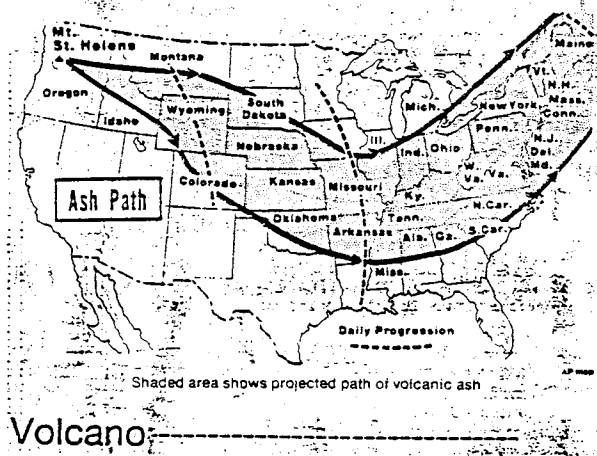 Mt.
St. Helens
Montana
Maine
Oregon
Idaho
Wyoming
South
Dakota
Mich.
Vt.
N.H.
Mass.
Conn.
New York
Nebraska
Ill.
Ind.
Ohio
Penn.
N.J.
Del.
Md.
Colorado
Kansas
Missouri
W.
Va.
Va.
Ky.
Ash Path
N.Car.
Oklahoma
Arkansas
Tenn.
Ala.
Ga.
S.Car.
Miss.
Daily Progression
AP map
Shaded area shows projected path of volcanic ash
Volcano